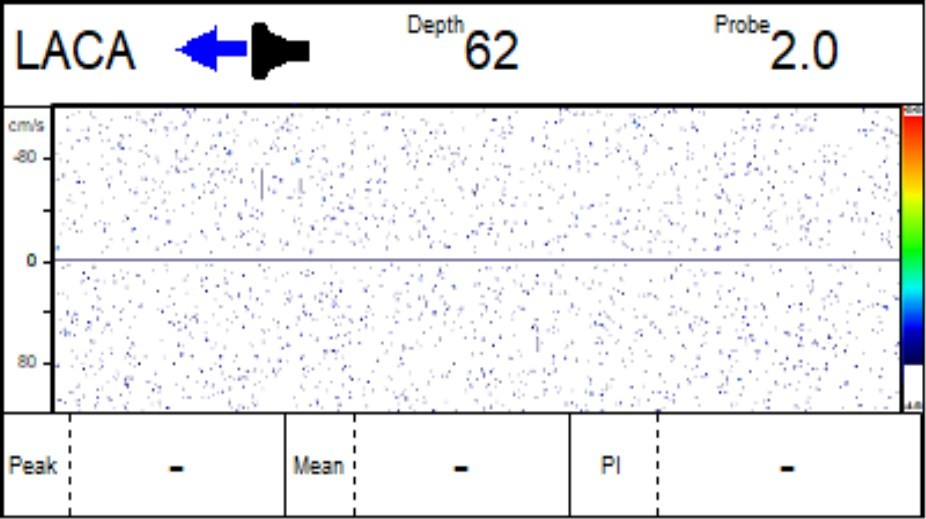 LACA Depth 62 Probe 2.0
cm/s
-80
0
80
Peak - Mean - PI -